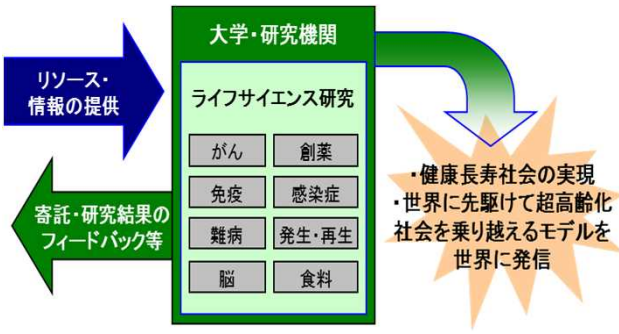 大学・研究機関
リソース・
情報の提供
ライフサイエンス研究
がん
創薬
免疫
感染症
難病
発生・再生
脳
食料
寄託・研究結果の
フィードバック等
・健康長寿社会の実現
・世界に先駆けて超高齢化
社会を乗り越えるモデルを
世界に発信